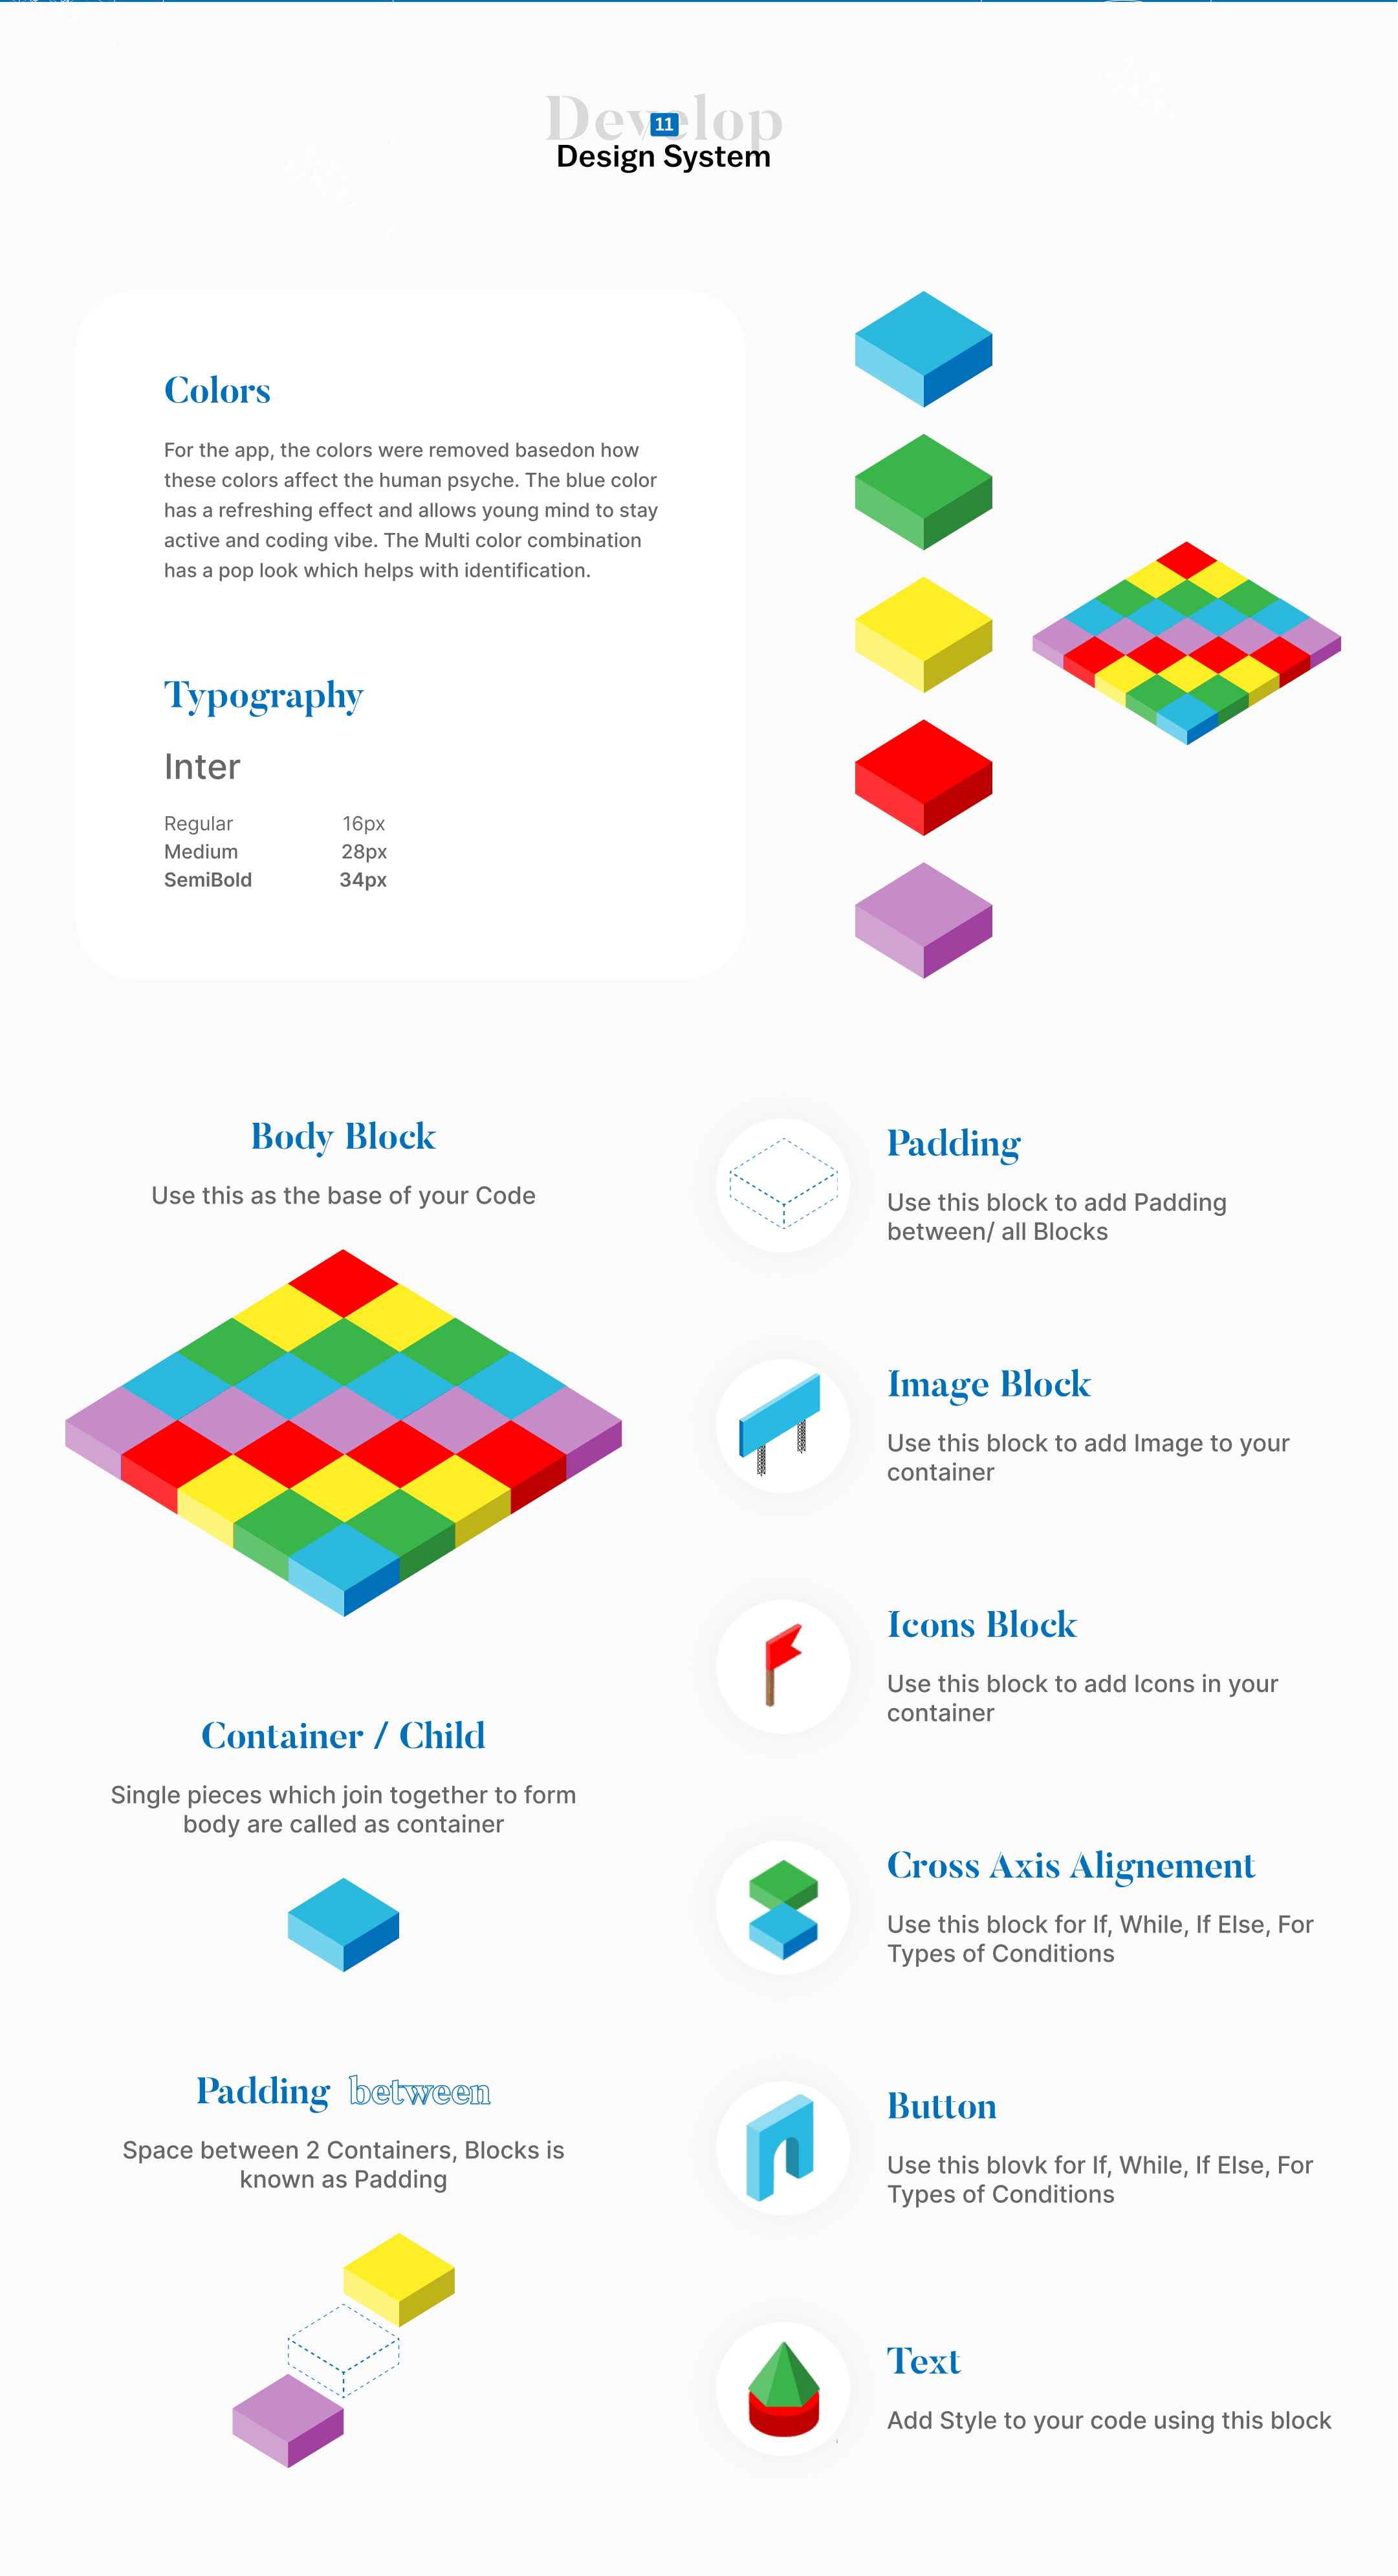 Develop
11
Design System
Colors
For the app, the colors were removed basedon how
these colors affect the human psyche. The blue color
has a refreshing effect and allows young mind to stay
active and coding vibe. The Multi color combination
has a pop look which helps with identification.
Typography
Inter
Regular 16px
Medium 28px
SemiBold 34px
Body Block
Use this as the base of your Code
Container / Child
Single pieces which join together to form
body are called as container
Padding between
Space between 2 Containers, Blocks is
known as Padding
Padding
Use this block to add Padding
between/ all Blocks
Image Block
Use this block to add Image to your
container
Icons Block
Use this block to add Icons in your
container
Cross Axis Alignement
Use this block for If, While, If Else, For
Types of Conditions
Button
Use this blovk for If, While, If Else, For
Types of Conditions
Text
Add Style to your code using this block